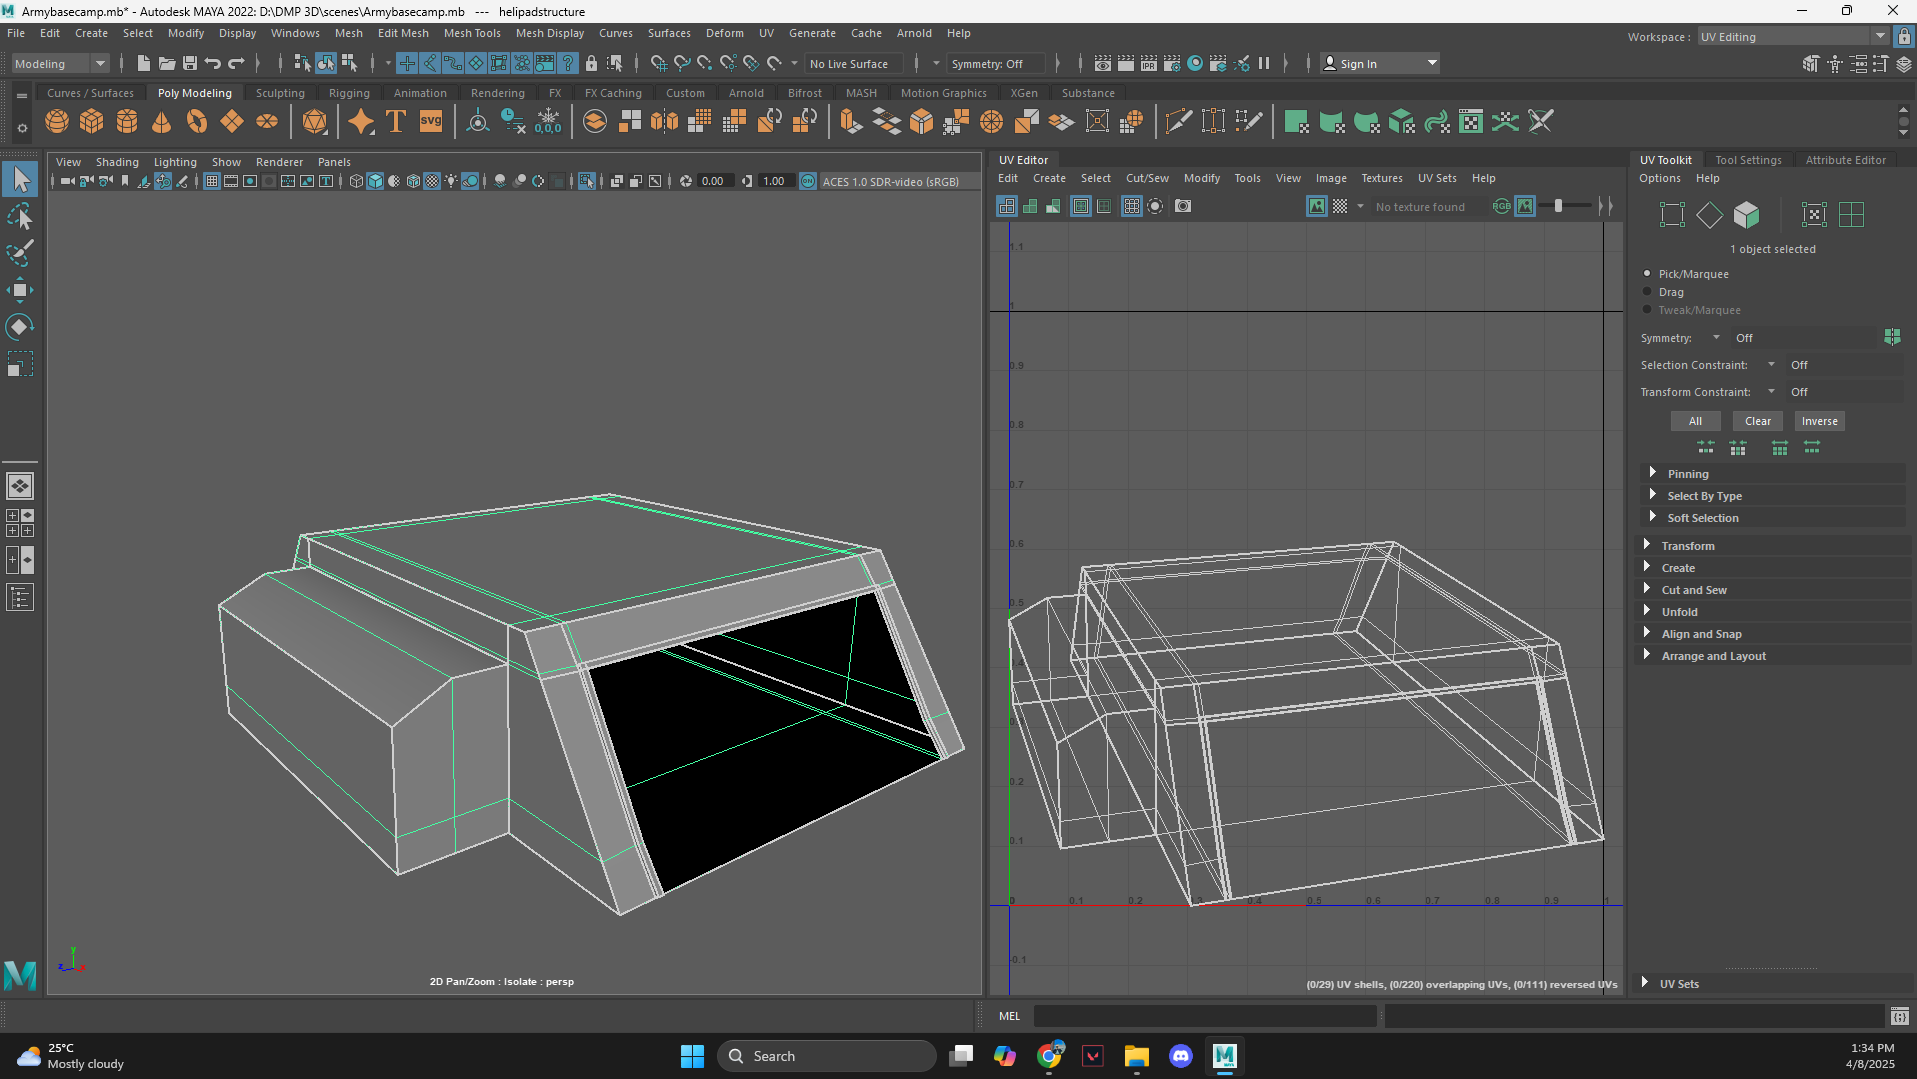 Armybasecamp.mb* - Autodesk MAYA 2022: D:\DMP 3D\scenes\Armybasecamp.mb --- helipadstructure
File Edit Create Select Modify Display Windows Mesh Edit Mesh Mesh Tools Mesh Display Curves Surfaces Deform UV Generate Cache Arnold Help
Workspace : UV Editing
Modeling No Live Surface Symmetry: Off IPR Sign In
Curves / Surfaces Poly Modeling Sculpting Rigging Animation Rendering FX FX Caching Custom Arnold Bifrost MASH Motion Graphics XGen Substance
T SVG 0,0,0
View Shading Lighting Show Renderer Panels
0.00 1.00 ON ACES 1.0 SDR-video (sRGB)
2D Pan/Zoom : Isolate : persp
y
z x
UV Editor
Edit Create Select Cut/Sew Modify Tools View Image Textures UV Sets Help
No texture found RGB
1.1
1
0.9
0.8
0.7
0.6
0.5
0.4
0.3
0.2
0.1
0 0.1 0.2 0.3 0.4 0.5 0.6 0.7 0.8 0.9 1
-0.1
(0/29) UV shells, (0/220) overlapping UVs, (0/111) reversed UVs
UV Toolkit Tool Settings Attribute Editor
Options Help
1 object selected
Pick/Marquee
Drag
Tweak/Marquee
Symmetry: Off
Selection Constraint: Off
Transform Constraint: Off
All Clear Inverse
Pinning
Select By Type
Soft Selection
Transform
Create
Cut and Sew
Unfold
Align and Snap
Arrange and Layout
UV Sets
MEL
25°C
Mostly cloudy
Search
MAYA
1:34 PM
4/8/2025